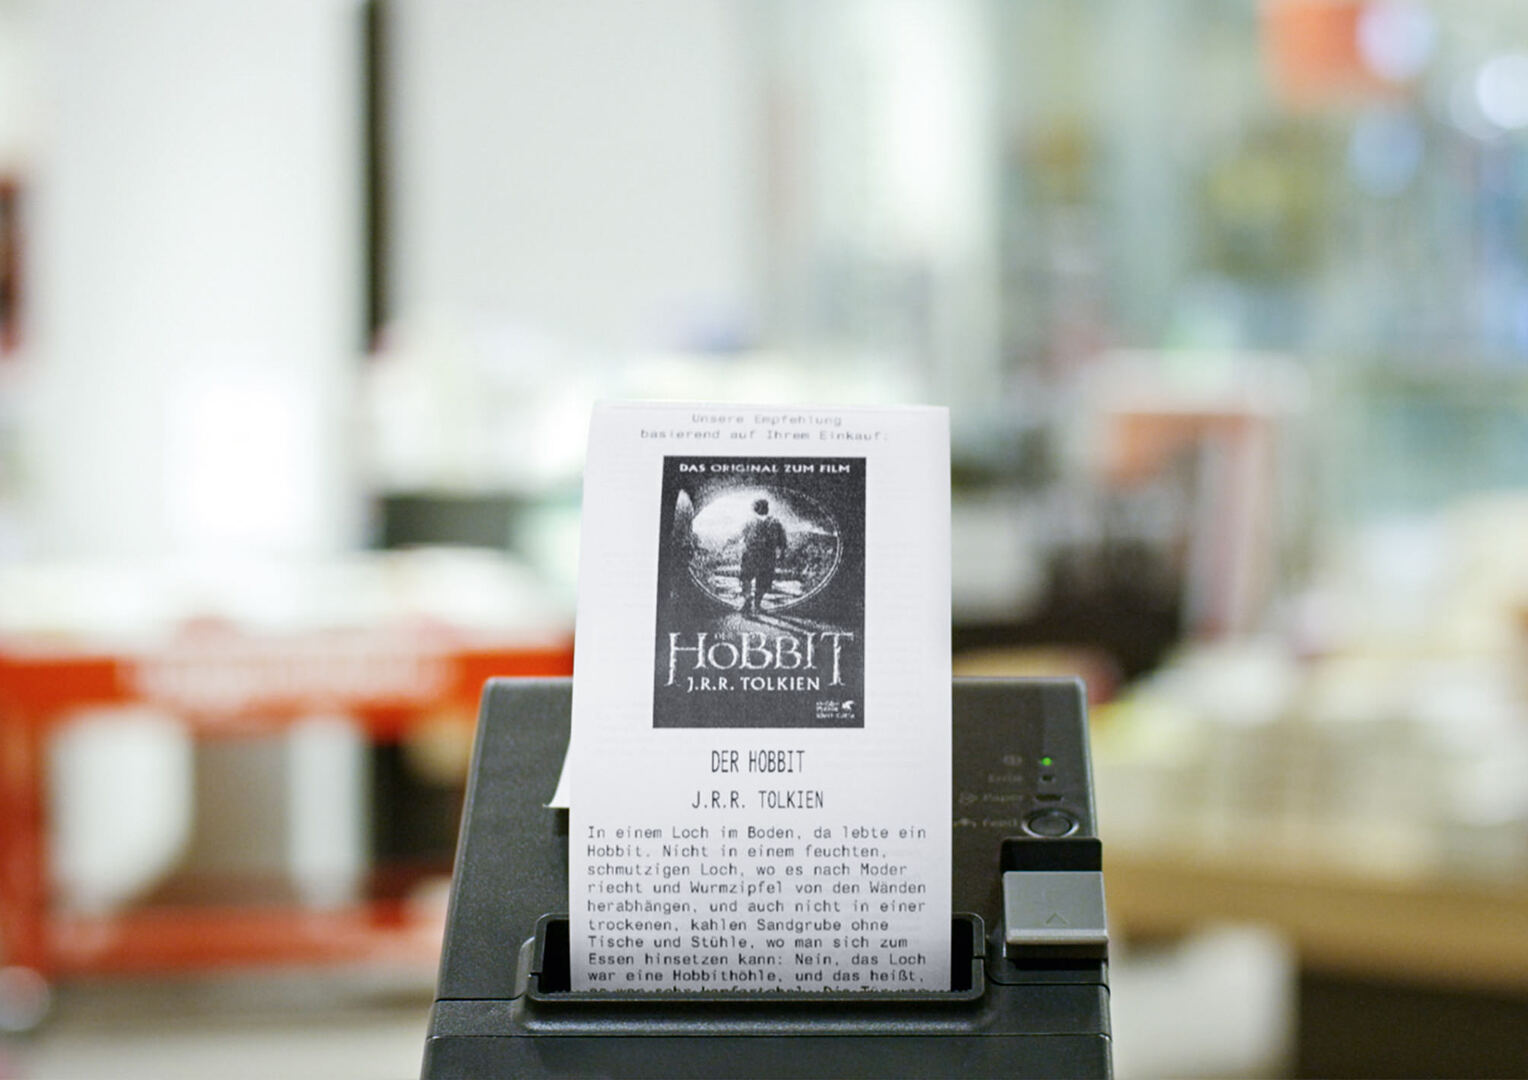 Unsere Empfehlung
basierend auf Ihrem Einkauf:
DAS ORIGINAL ZUM FILM
DER
HOBBIT
J.R.R. TOLKIEN
DER HOBBIT
J.R.R. TOLKIEN
In einem Loch im Boden, da lebte ein
Hobbit. Nicht in einem feuchten,
schmutzigen Loch, wo es nach Moder
riecht und Wurmzipfel von den Wänden
herabhängen, und auch nicht in einer
trockenen, kahlen Sandgrube ohne
Tische und Stühle, wo man sich zum
Essen hinsetzen kann: Nein, das Loch
war eine Hobbithöhle, und das heißt,
Error
Paper
Feed